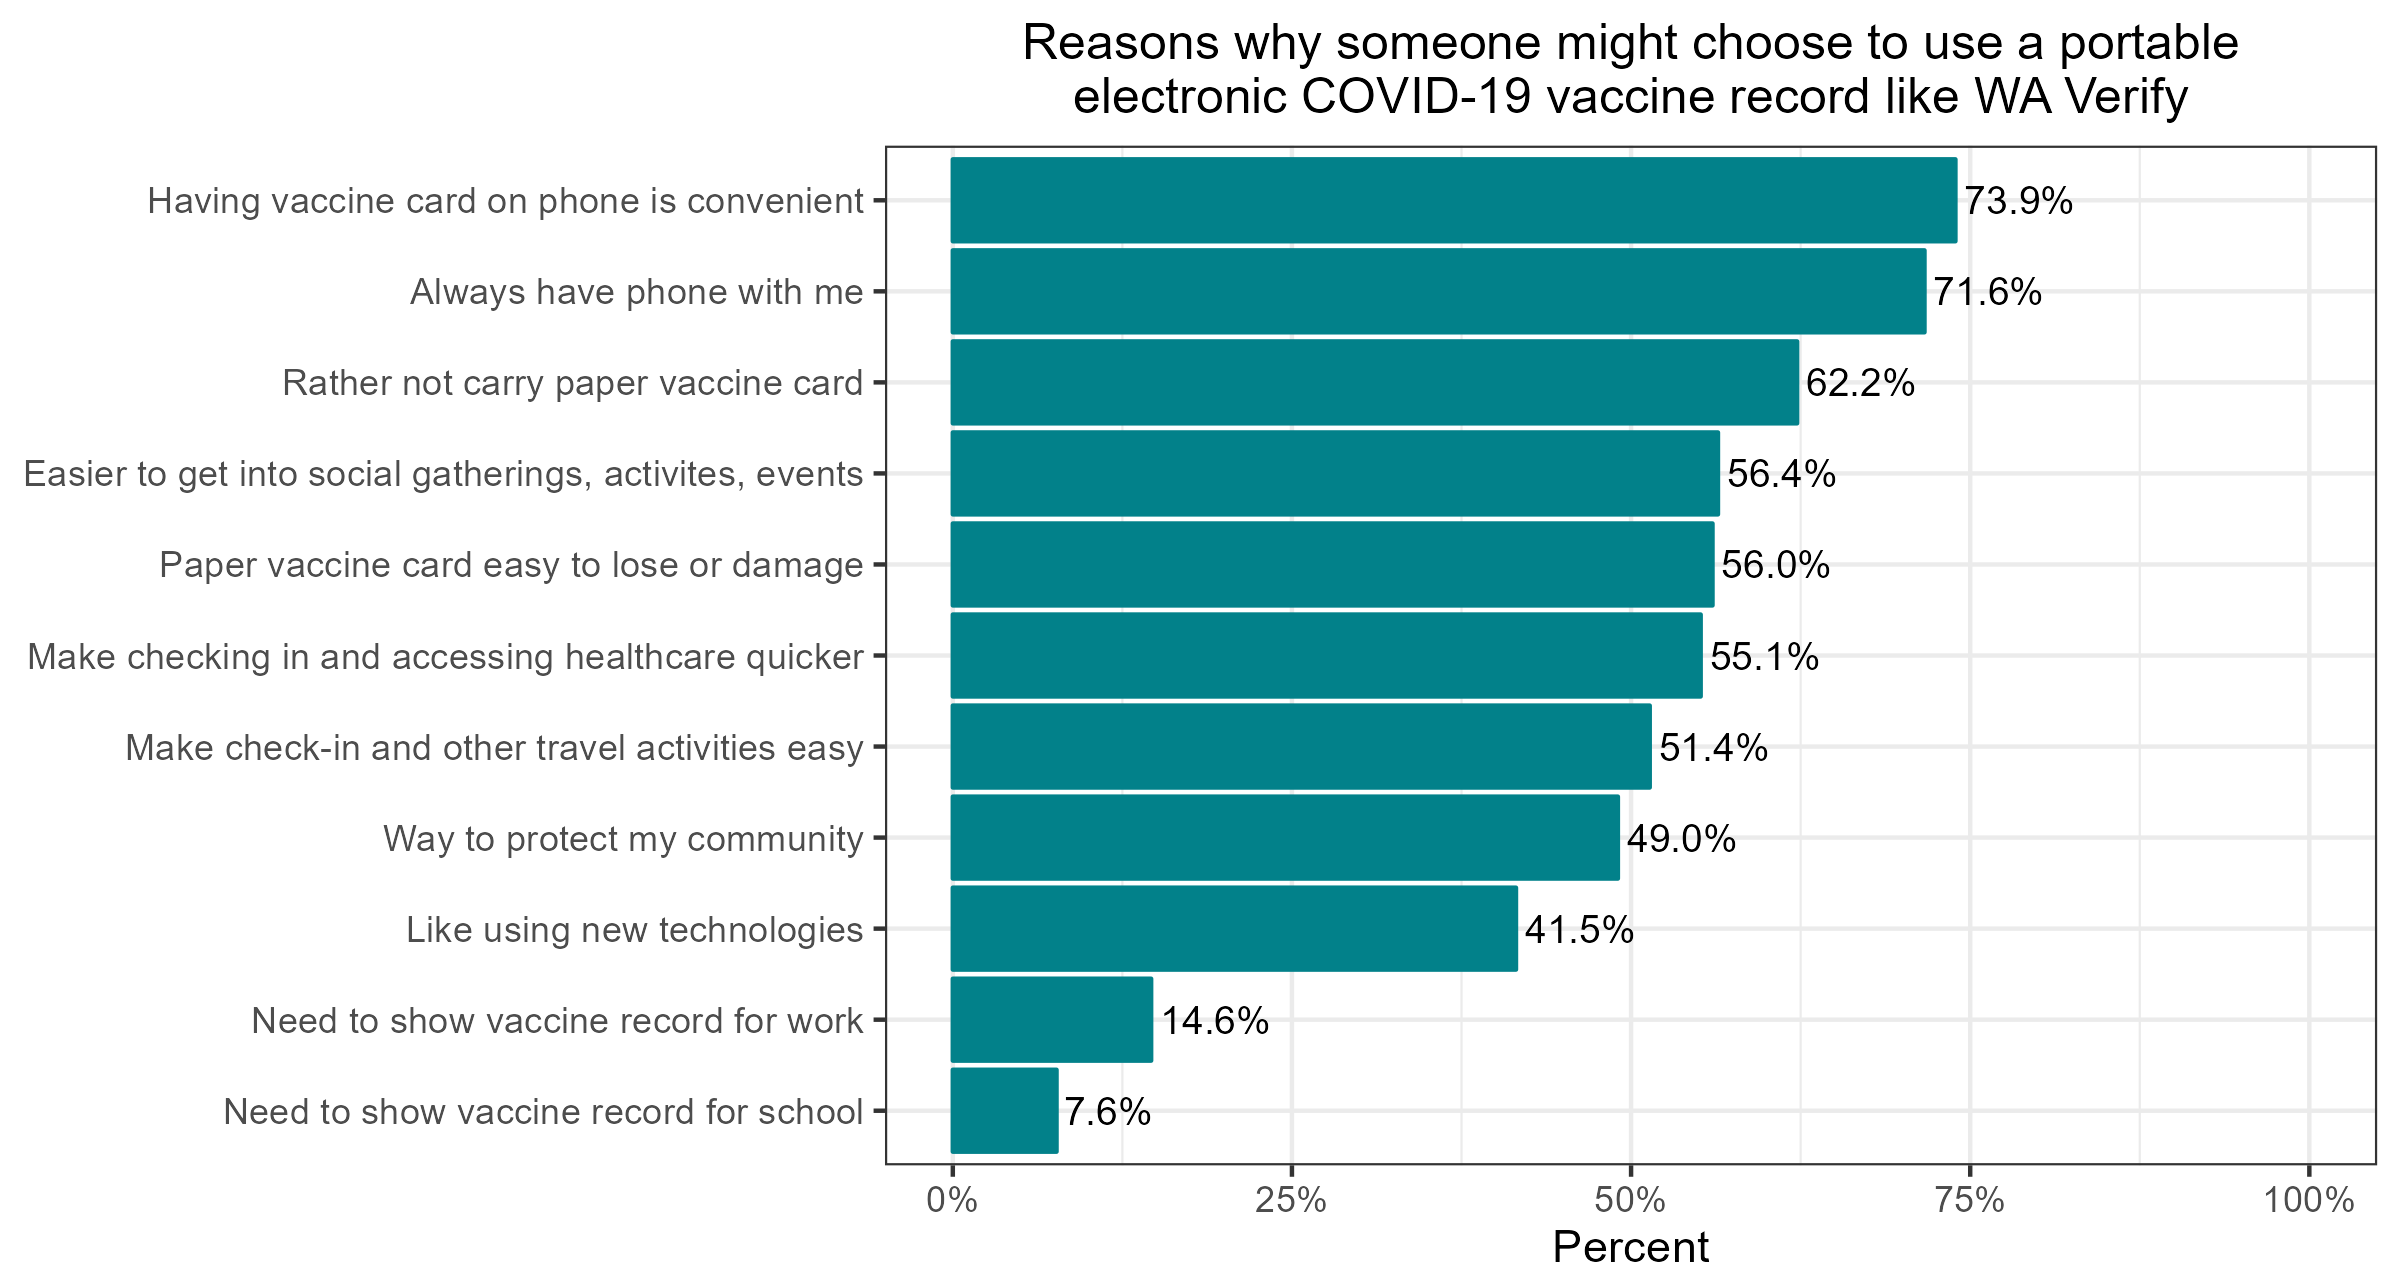 Reasons why someone might choose to use a portable
electronic COVID-19 vaccine record like WA Verify
Having vaccine card on phone is convenient 73.9%
Always have phone with me 71.6%
Rather not carry paper vaccine card 62.2%
Easier to get into social gatherings, activites, events 56.4%
Paper vaccine card easy to lose or damage 56.0%
Make checking in and accessing healthcare quicker 55.1%
Make check-in and other travel activities easy 51.4%
Way to protect my community 49.0%
Like using new technologies 41.5%
Need to show vaccine record for work 14.6%
Need to show vaccine record for school 7.6%
0% 25% 50% 75% 100%
Percent